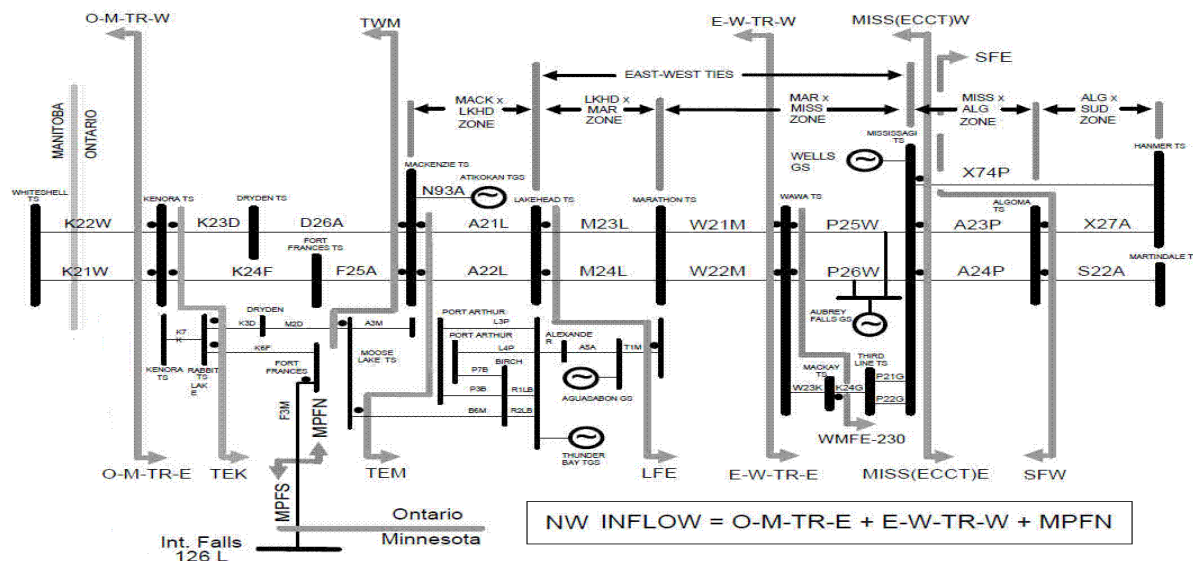 O-M-TR-W
TWM
E-W-TR-W
MISS(ECCT)W
SFE
EAST-WEST TIES
MACK x
LKHD
ZONE
LKHD x
MAR
ZONE
MAR x
MISS
ZONE
MISS x
ALG
ZONE
ALG x
SUD
ZONE
MANITOBA
ONTARIO
MISSISSAGI
TS
HANMER TS
MACKENZIE TS
ATIKOKAN TGS
WELLS
GS
N93A
X74P
WHITESHELL
TS
KENORA TS
DRYDEN TS
LAKEHEAD TS
MARATHON TS
WAWA TS
ALGOMA
TS
K22W
K23D
D26A
A21L
M23L
W21M
P25W
A23P
X27A
FORT
FRANCES TS
MARTINDALE T
K21W
K24F
F25A
A22L
M24L
W22M
P26W
A24P
S22A
AUBREY
FALLS GS
DRYDEN
PORT ARTHUR
K7
K
K3D
M2D
A3M
L3P
PORT ARTHUR
ALEXANDE
R
L4P
A5A
T1M
K6F
MOOSE
LAKE TS
THIRD
LINE TS
KENORA
TS
RABBIT
TS LAK
E
FORT
FRANCES
BIRCH
MACKAY
TS
P7B
P21G
AGUASABON GS
W23K
K24G
P3B
R1LB
P22G
F3M
MPFN
B6M
R2LB
THUNDER
BAY TGS
WMFE-230
O-M-TR-E
TEK
TEM
LFE
E-W-TR-E
MISS(ECCT)E
SFW
MPFS
Ontario
Minnesota
NW INFLOW = O-M-TR-E + E-W-TR-W + MPFN
Int. Falls
126 L